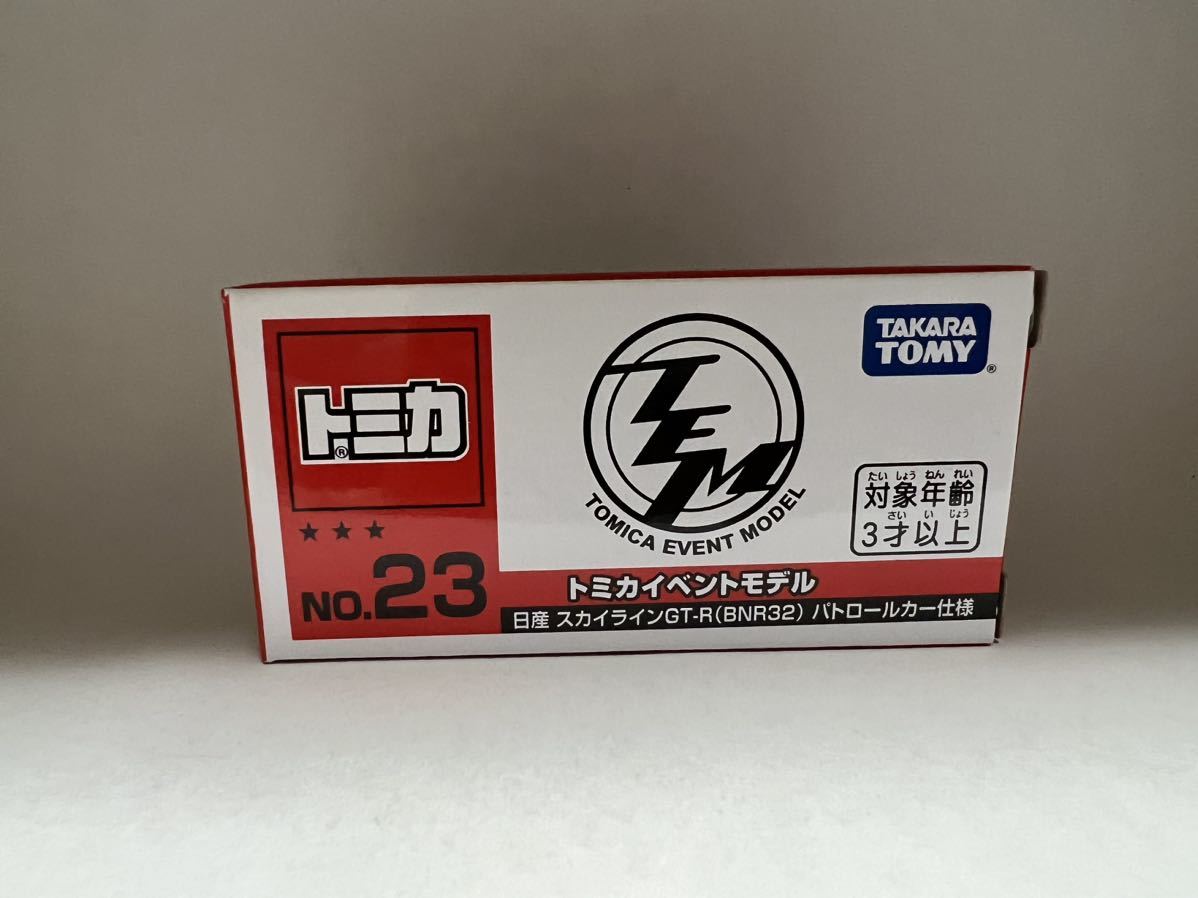 トミカ®
★★★
NO.23
TEM
TOMICA EVENT MODEL
TAKARA
TOMY®
たいしょうねんれい
対象年齢
さいいじょう
3才以上
トミカイベントモデル
日産 スカイラインGT-R(BNR32) パトロールカー仕様